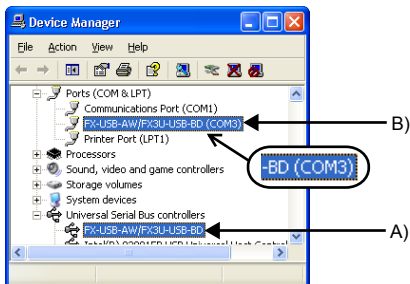 Device Manager
File Action View Help
Ports (COM & LPT)
Communications Port (COM1)
FX-USB-AW/FX3U-USB-BD (COM3)
B)
Printer Port (LPT1)
Processors
-BD (COM3)
Sound, video and game controllers
Storage volumes
System devices
Universal Serial Bus controllers
FX-USB-AW/FX3U-USB-BD
A)